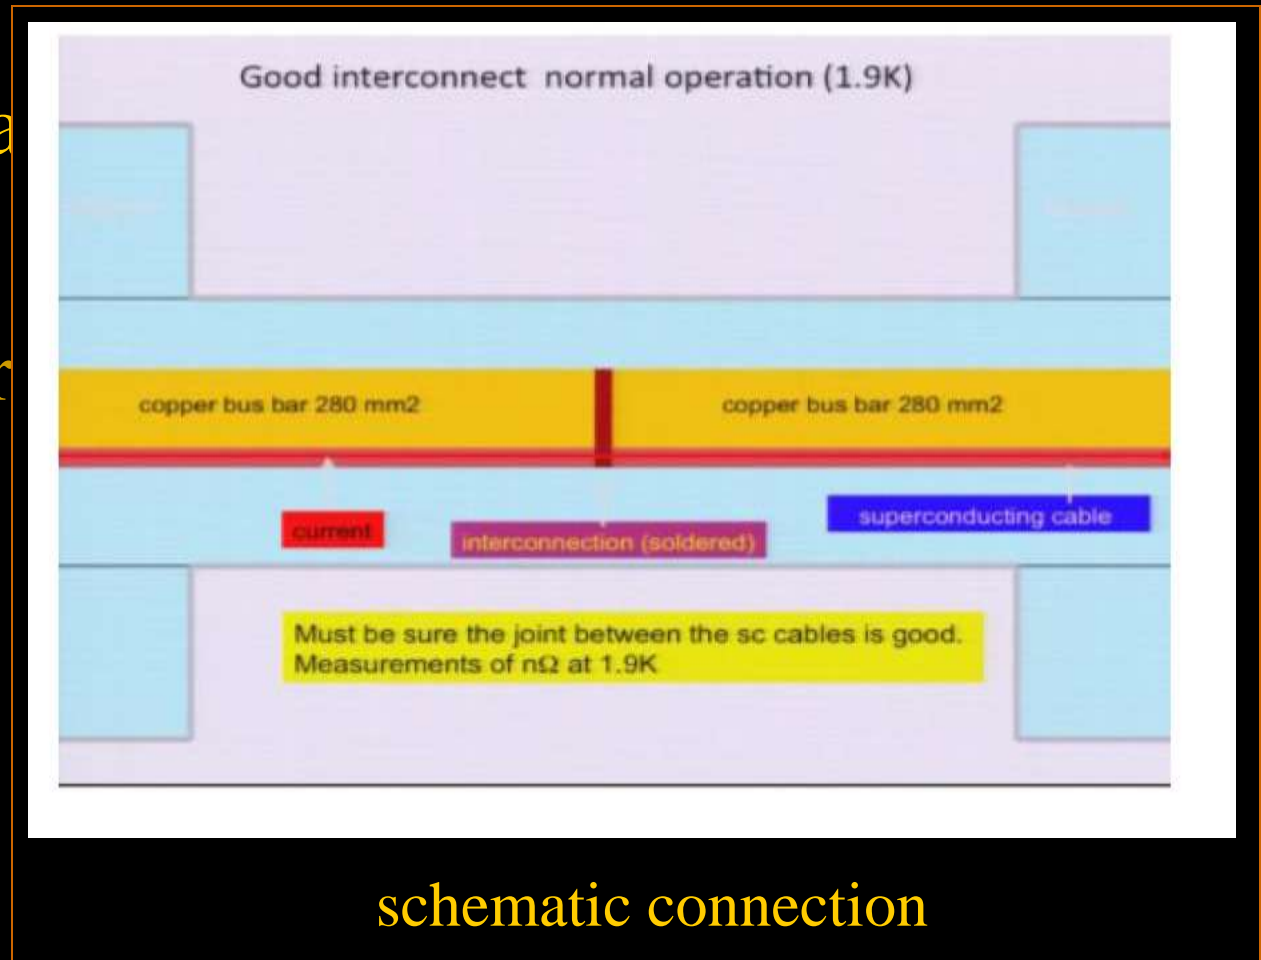 Good interconnect normal operation (1.9K)
a
r
copper bus bar 280 mm2
copper bus bar 280 mm2
current
interconnection (soldered)
superconducting cable
Must be sure the joint between the sc cables is good.
Measurements of nΩ at 1.9K
schematic connection